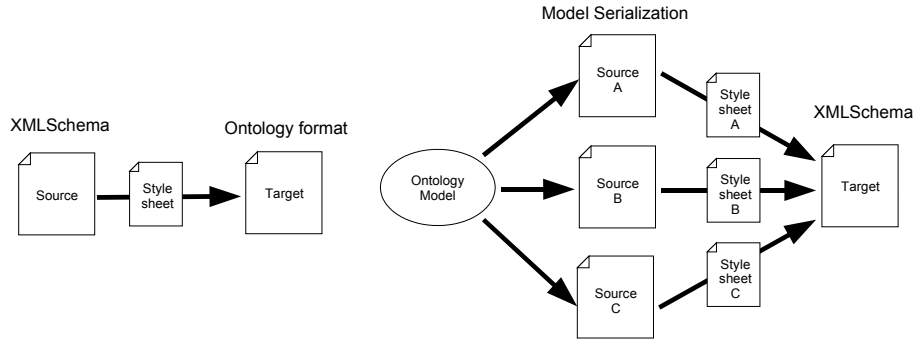 XMLSchema
Ontology format
Source
Style
sheet
Target
Model Serialization
Ontology
Model
Source
A
Style
sheet
A
Source
B
Style
sheet
B
Source
C
Style
sheet
C
XMLSchema
Target